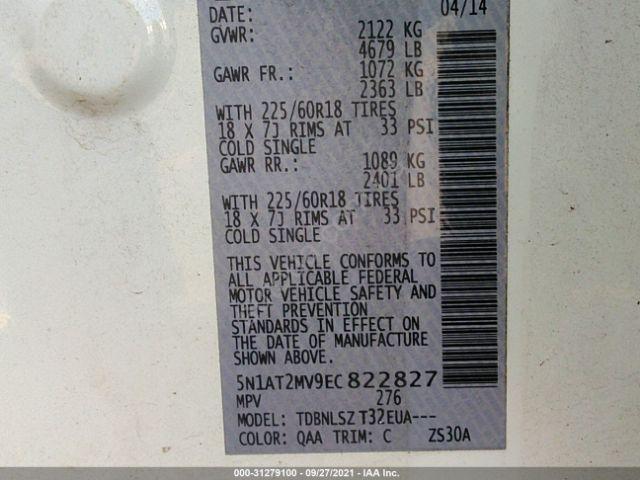 DATE: 04/14
GVWR: 2122 KG
4679 LB
GAWR FR.: 1072 KG
2363 LB
WITH 225/60R18 TIRES
18 X 7J RIMS AT 33 PSI
COLD SINGLE
GAWR RR.: 1089 KG
2401 LB
WITH 225/60R18 TIRES
18 X 7J RIMS AT 33 PSI
COLD SINGLE
THIS VEHICLE CONFORMS TO
ALL APPLICABLE FEDERAL
MOTOR VEHICLE SAFETY AND
THEFT PREVENTION
STANDARDS IN EFFECT ON
THE DATE OF MANUFACTURE
SHOWN ABOVE
5N1AT2MV9EC822827
MPV 276
MODEL: TDBNLSZ T32EUA---
COLOR: QAA TRIM: C ZS30A
000-31279100 - 09/27/2021 - IAA Inc.